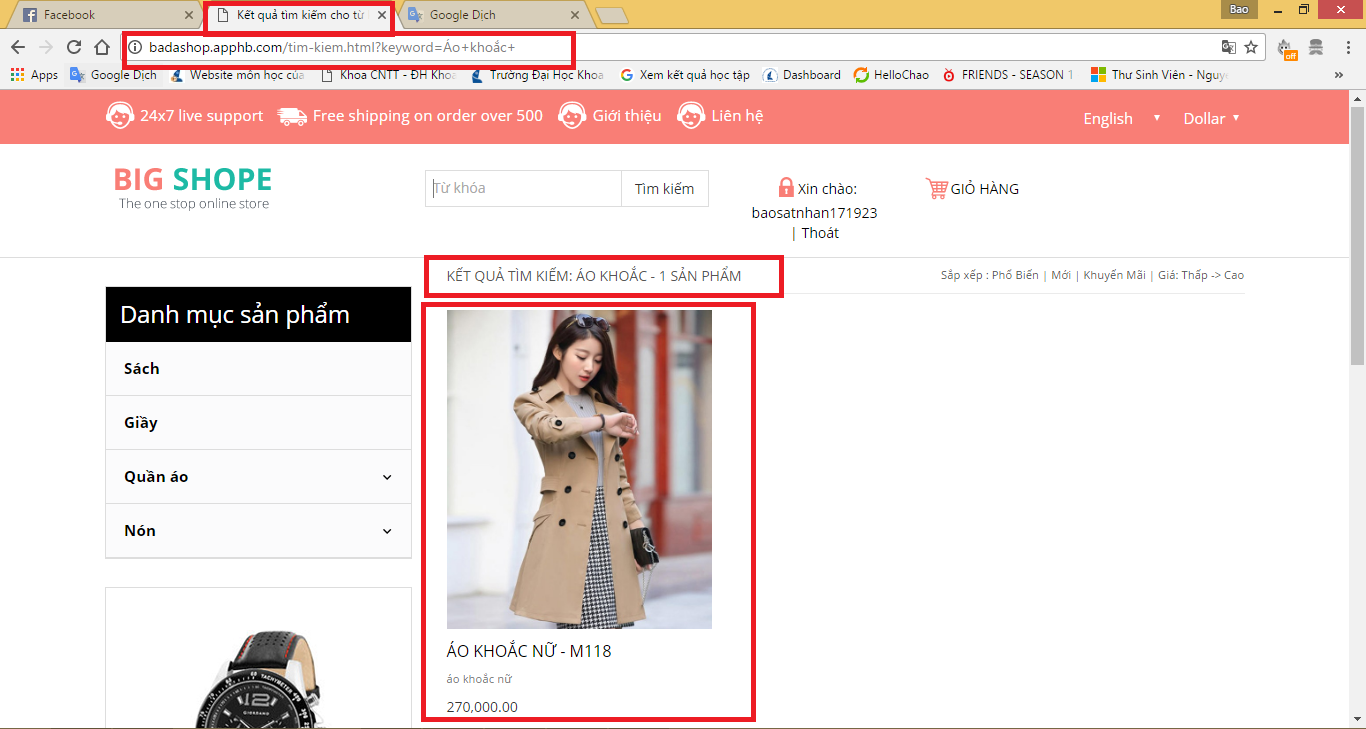 Facebook
Kết quả tìm kiếm cho từ
Google Dịch
Bao
badashop.apphb.com/tim-kiem.html?keyword=Áo+khoắc+
Apps
Google Dịch
Website môn học của
Khoa CNTT - ĐH Khoa
Trường Đại Học Khoa
Xem kết quả học tập
Dashboard
HelloChao
FRIENDS - SEASON 1
Thư Sinh Viên - Nguy
off
24x7 live support
Free shipping on order over 500
Giới thiệu
Liên hệ
English
Dollar
BIG SHOPE
The one stop online store
Từ khóa
Tìm kiếm
Xin chào:
baosatnhan171923
| Thoát
GIỎ HÀNG
KẾT QUẢ TÌM KIẾM: ÁO KHOẮC - 1 SẢN PHẨM
Sắp xếp : Phổ Biến | Mới | Khuyến Mãi | Giá: Thấp -> Cao
Danh mục sản phẩm
Sách
Giầy
Quần áo
Nón
ÁO KHOẮC NỮ - M118
áo khoắc nữ
270,000.00
TACHYMETER
12
GIORDANO